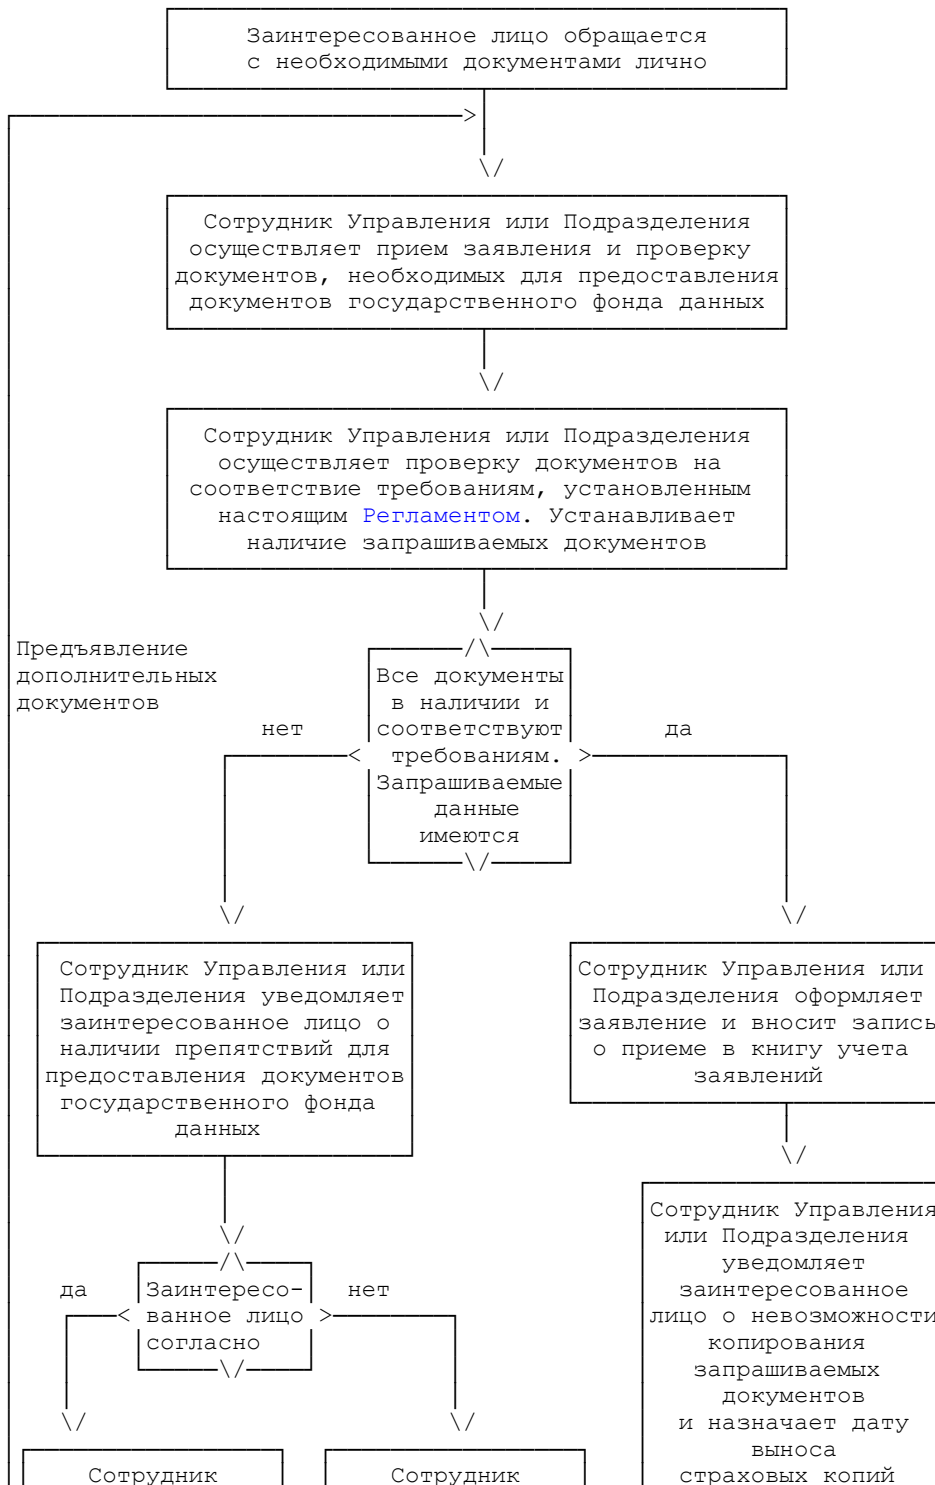 Заинтересованное лицо обращается
с необходимыми документами лично
Сотрудник Управления или Подразделения
осуществляет прием заявления и проверку
документов, необходимых для предоставления
документов государственного фонда данных
Сотрудник Управления или Подразделения
осуществляет проверку документов на
соответствие требованиям, установленным
настоящим Регламентом. Устанавливает
наличие запрашиваемых документов
Предъявление
дополнительных
документов
Все документы
в наличии и
соответствуют
требованиям.
Запрашиваемые
данные
имеются
нет
да
Сотрудник Управления или
Подразделения уведомляет
заинтересованное лицо о
наличии препятствий для
предоставления документов
государственного фонда
данных
Сотрудник Управления или
Подразделения оформляет
заявление и вносит запись
о приеме в книгу учета
заявлений
да
Заинтересо-
ванное лицо
согласно
нет
Сотрудник Управления
или Подразделения
уведомляет
заинтересованное
лицо о невозможности
копирования
запрашиваемых
документов
и назначает дату
выноса
страховых копий
Сотрудник
Сотрудник